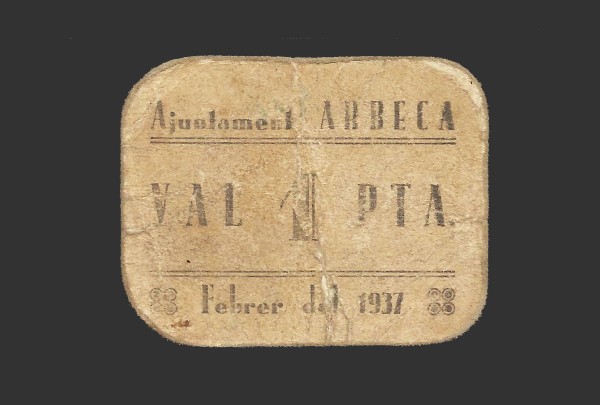 Ajuntament ARBECA
VAL 1 PTA.
Febrer del 1937